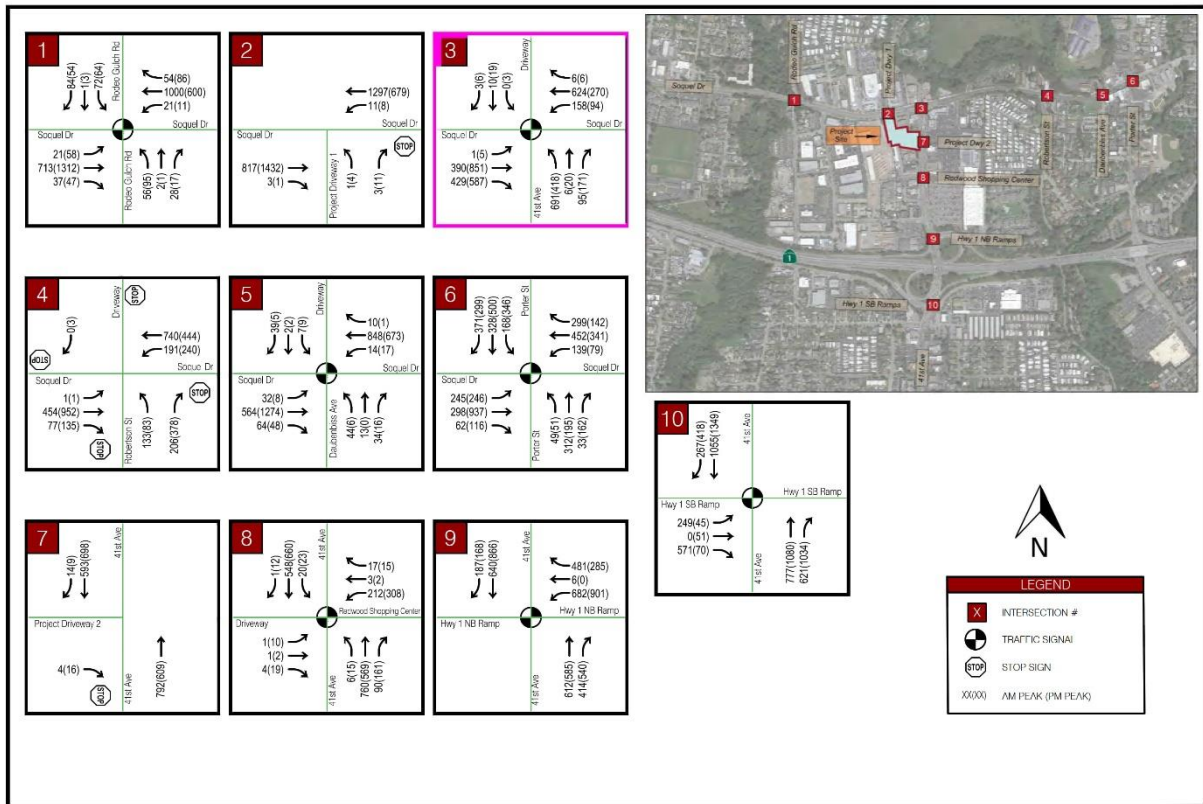 1
Rodeo Gulch Rd
84(54)
1(3)
72(64)
54(86)
1000(600)
21(11)
Soquel Dr
Soquel Dr
21(58)
713(1312)
37(47)
Rodeo Gulch Rd
56(95)
2(1)
28(17)
2
1297(679)
11(8)
Soquel Dr
Soquel Dr
STOP
817(1432)
3(1)
Project Driveway 1
1(4)
3(11)
3
Driveway
3(6)
10(19)
0(3)
6(6)
624(270)
158(94)
Soquel Dr
Soquel Dr
1(5)
390(851)
429(587)
41st Ave
691(418)
6(20)
95(171)
4
Driveway
STOP
0(3)
740(444)
191(240)
STOP
Soquel Dr
Soquel Dr
1(1)
454(952)
77(135)
STOP
STOP
Robertson St
133(83)
206(378)
5
Driveway
39(5)
2(2)
7(9)
10(1)
848(673)
14(17)
Soquel Dr
Soquel Dr
32(8)
564(1274)
64(48)
Daubenbiss Ave
44(6)
13(0)
34(16)
6
Porter St
371(299)
328(500)
168(346)
299(142)
452(341)
139(79)
Soquel Dr
Soquel Dr
245(246)
298(937)
62(116)
Porter St
49(51)
312(195)
33(162)
7
41st Ave
14(9)
593(698)
Project Driveway 2
4(16)
STOP
41st Ave
792(609)
8
41st Ave
1(12)
548(660)
20(23)
17(15)
3(2)
212(308)
Redwood Shopping Center
Driveway
1(10)
1(2)
4(19)
41st Ave
6(15)
760(569)
90(161)
9
41st Ave
187(168)
640(866)
481(285)
6(0)
682(901)
Hwy 1 NB Ramp
Hwy 1 NB Ramp
41st Ave
612(585)
414(540)
10
41st Ave
267(418)
1055(1349)
Hwy 1 SB Ramp
Hwy 1 SB Ramp
249(45)
0(51)
571(70)
41st Ave
777(1080)
621(1034)
Soquel Dr
Rodeo Gulch Rd
Project Dwy 1
1
2
3
4
5
6
Robertson St
Daubenbiss Ave
Porter St
Project
Site
7
Project Dwy 2
8
Redwood Shopping Center
9
Hwy 1 NB Ramps
1
Hwy 1 SB Ramps
10
41st Ave
N
LEGEND
X INTERSECTION #
TRAFFIC SIGNAL
STOP STOP SIGN
XX(XX) AM PEAK (PM PEAK)